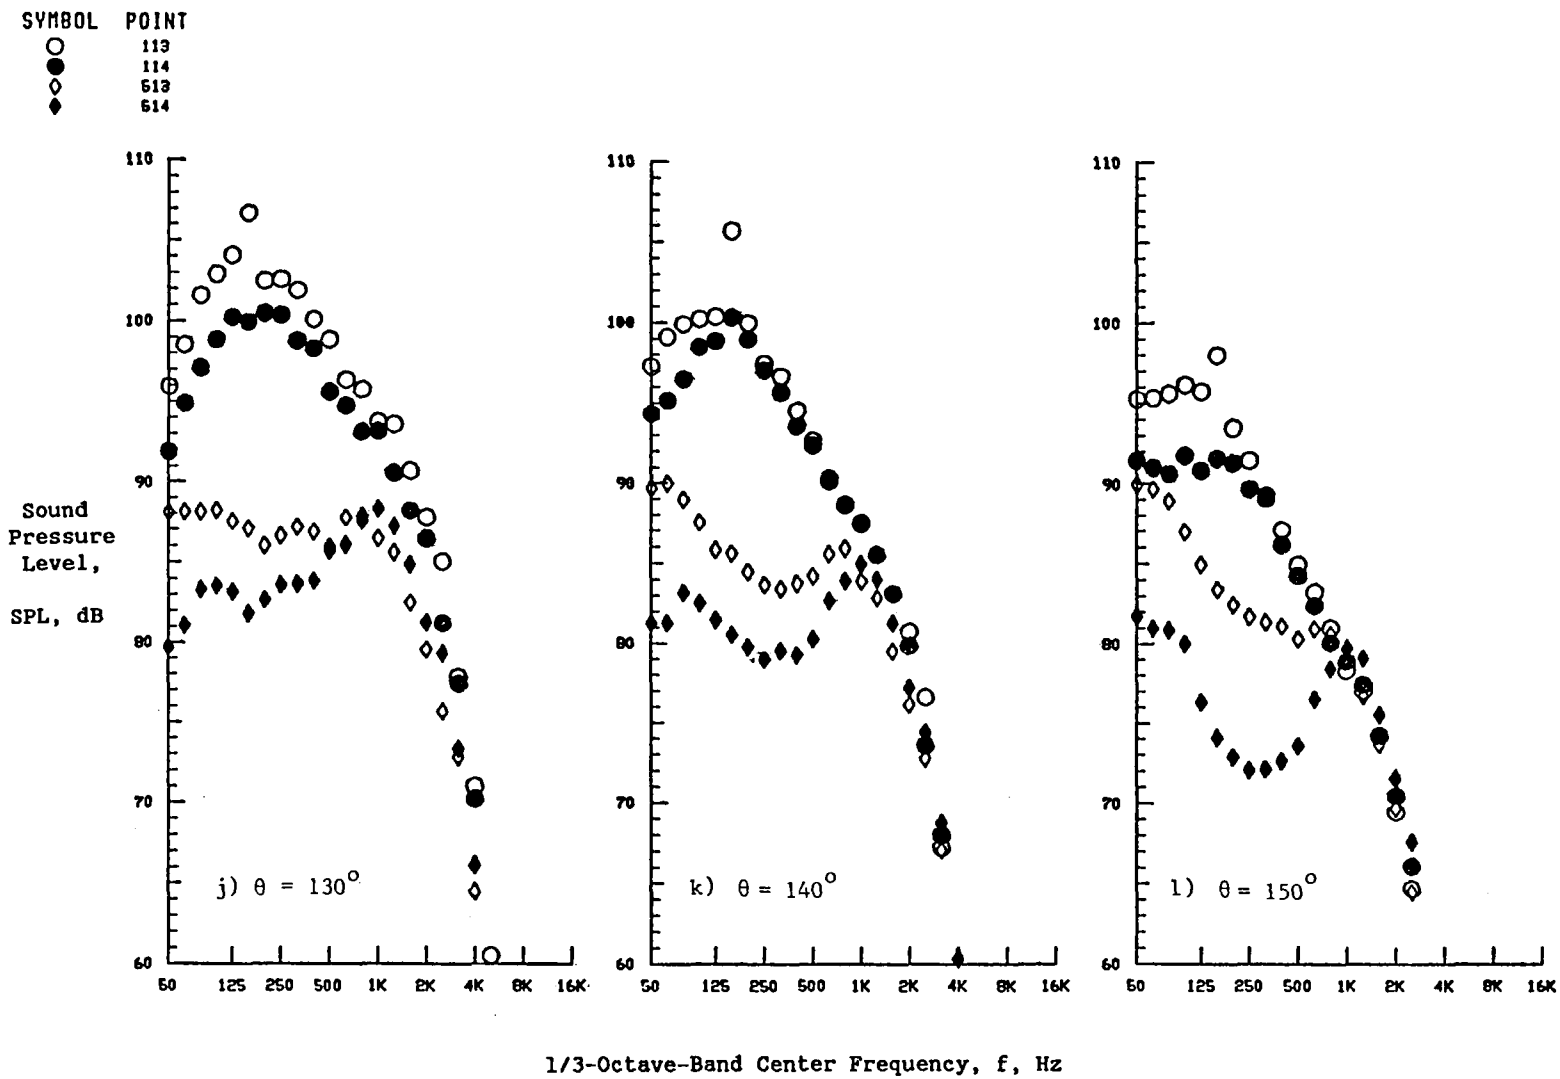 SYMBOL POINT
113
114
513
514
110
100
90
80
70
60
50 125 250 500 1K 2K 4K 8K 16K
j) θ = 130°
110
100
90
80
70
60
50 125 250 500 1K 2K 4K 8K 16K
k) θ = 140°
110
100
90
80
70
60
50 125 250 500 1K 2K 4K 8K 16K
l) θ = 150°
Sound
Pressure
Level,
SPL, dB
1/3-Octave-Band Center Frequency, f, Hz